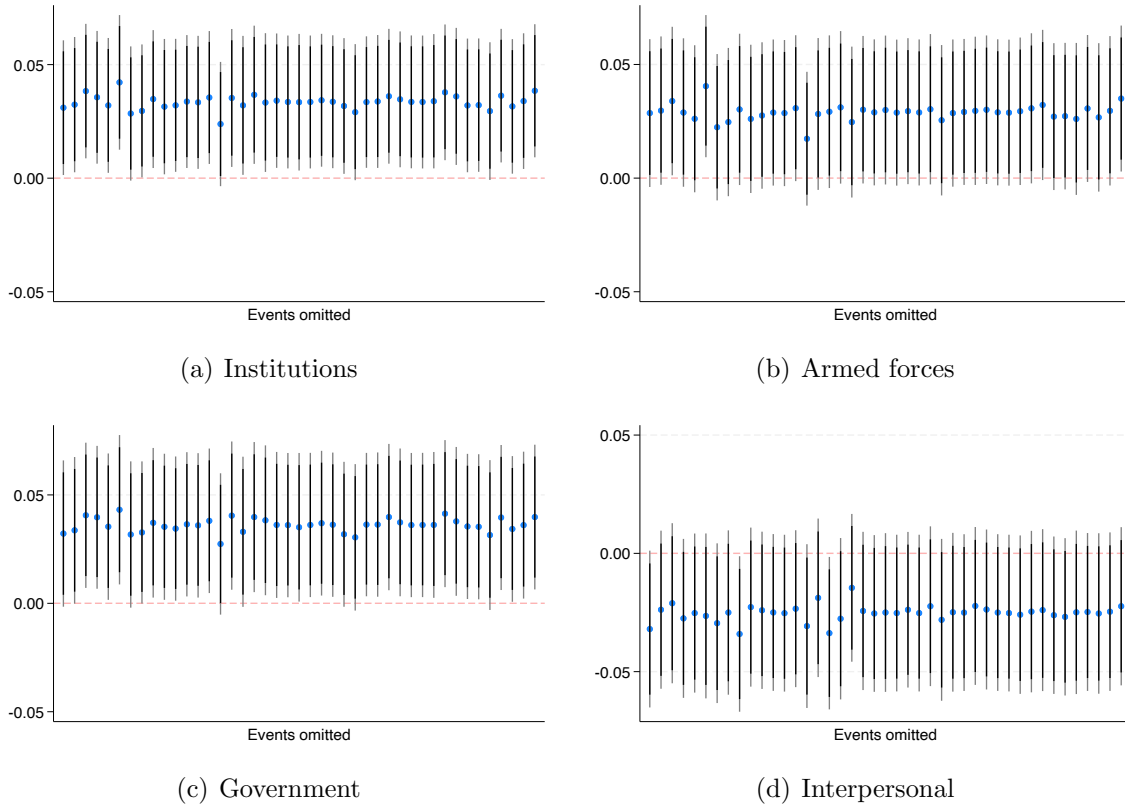 0.05
0.00
-0.05
Events omitted
(a) Institutions
0.05
0.00
-0.05
Events omitted
(b) Armed forces
0.05
0.00
-0.05
Events omitted
(c) Government
0.05
0.00
-0.05
Events omitted
(d) Interpersonal